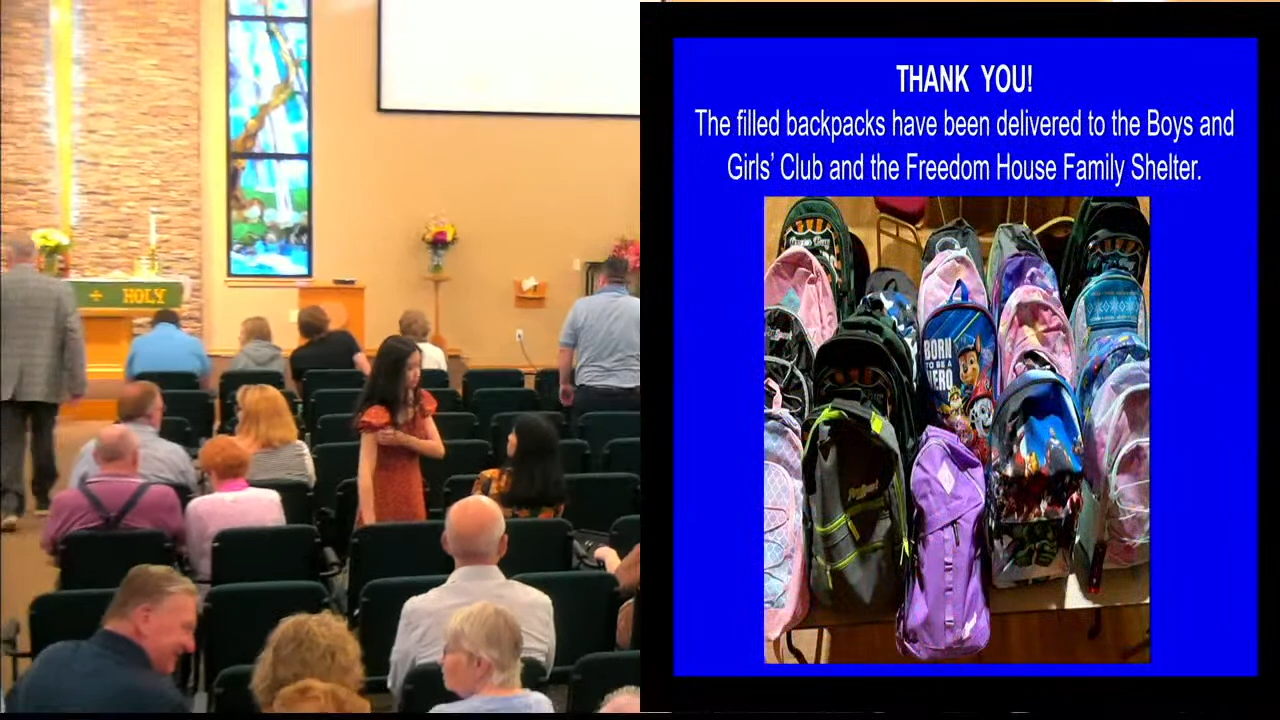 HOLY
THANK YOU!
The filled backpacks have been delivered to the Boys and
Girls’ Club and the Freedom House Family Shelter.
BORN
TO BE A
HERO